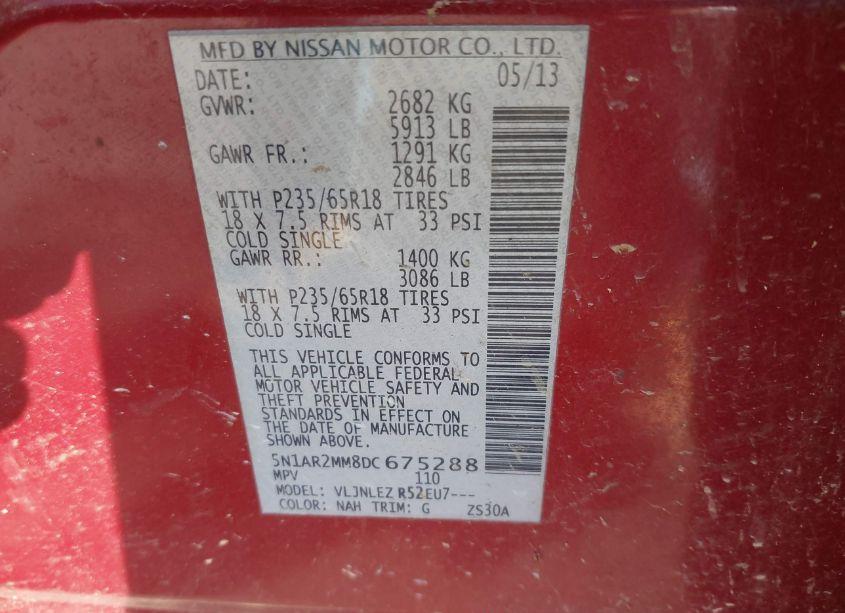 MFD BY NISSAN MOTOR CO., LTD.
DATE: 05/13
GVWR: 2682 KG
5913 LB
GAWR FR.: 1291 KG
2846 LB
WITH P235/65R18 TIRES
18 X 7.5 RIMS AT 33 PSI
COLD SINGLE
GAWR RR.: 1400 KG
3086 LB
WITH P235/65R18 TIRES
18 X 7.5 RIMS AT 33 PSI
COLD SINGLE
THIS VEHICLE CONFORMS TO
ALL APPLICABLE FEDERAL
MOTOR VEHICLE SAFETY AND
THEFT PREVENTION
STANDARDS IN EFFECT ON
THE DATE OF MANUFACTURE
SHOWN ABOVE.
5N1AR2MM8DC675288
MPV 110
MODEL: VLJNLEZ R52EU7---
COLOR: NAH TRIM: G ZS30A